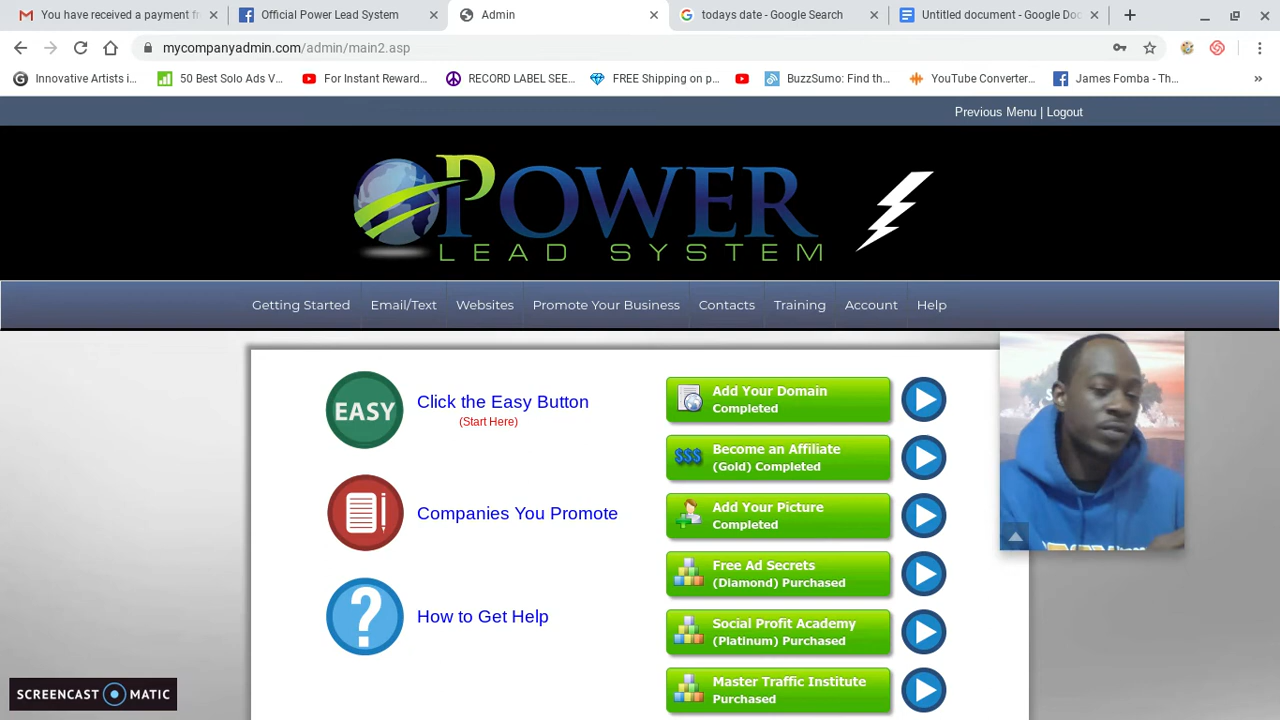 You have received a payment fr
Official Power Lead System
Admin
todays date - Google Search
Untitled document - Google Doc
mycompanyadmin.com/admin/main2.asp
Innovative Artists i...
50 Best Solo Ads V...
For Instant Reward...
RECORD LABEL SEE...
FREE Shipping on p...
BuzzSumo: Find th...
YouTube Converter...
James Fomba - Th...
Previous Menu | Logout
POWER
LEAD SYSTEM
Getting Started
Email/Text
Websites
Promote Your Business
Contacts
Training
Account
Help
EASY
Click the Easy Button
(Start Here)
Companies You Promote
How to Get Help
Add Your Domain
Completed
Become an Affiliate
(Gold) Completed
Add Your Picture
Completed
Free Ad Secrets
(Diamond) Purchased
Social Profit Academy
(Platinum) Purchased
Master Traffic Institute
Purchased
SCREENCAST MATIC